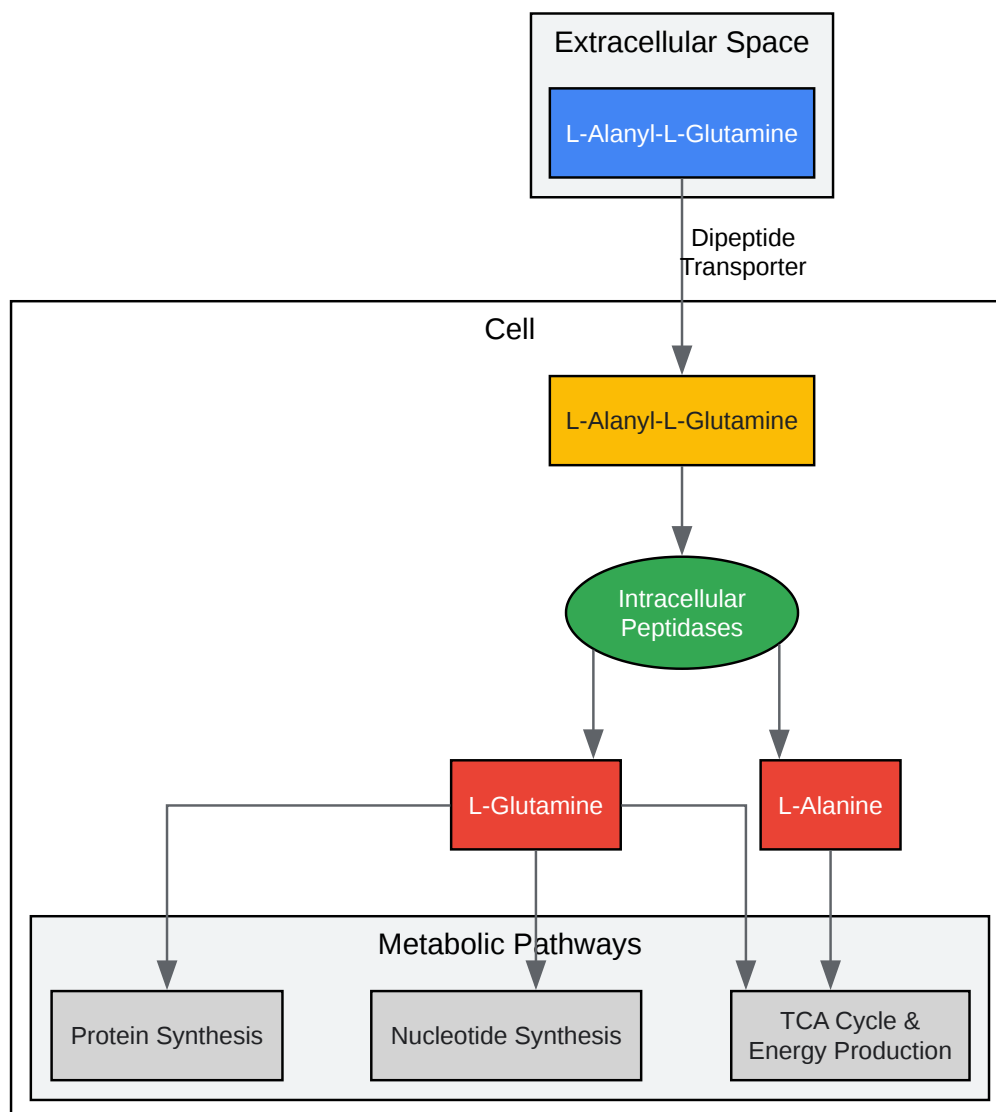 Extracellular Space
L-Alanyl-L-Glutamine
Dipeptide
Transporter
Cell
L-Alanyl-L-Glutamine
Intracellular
Peptidases
L-Glutamine
L-Alanine
Metabolic Pathways
Protein Synthesis
Nucleotide Synthesis
TCA Cycle &
Energy Production